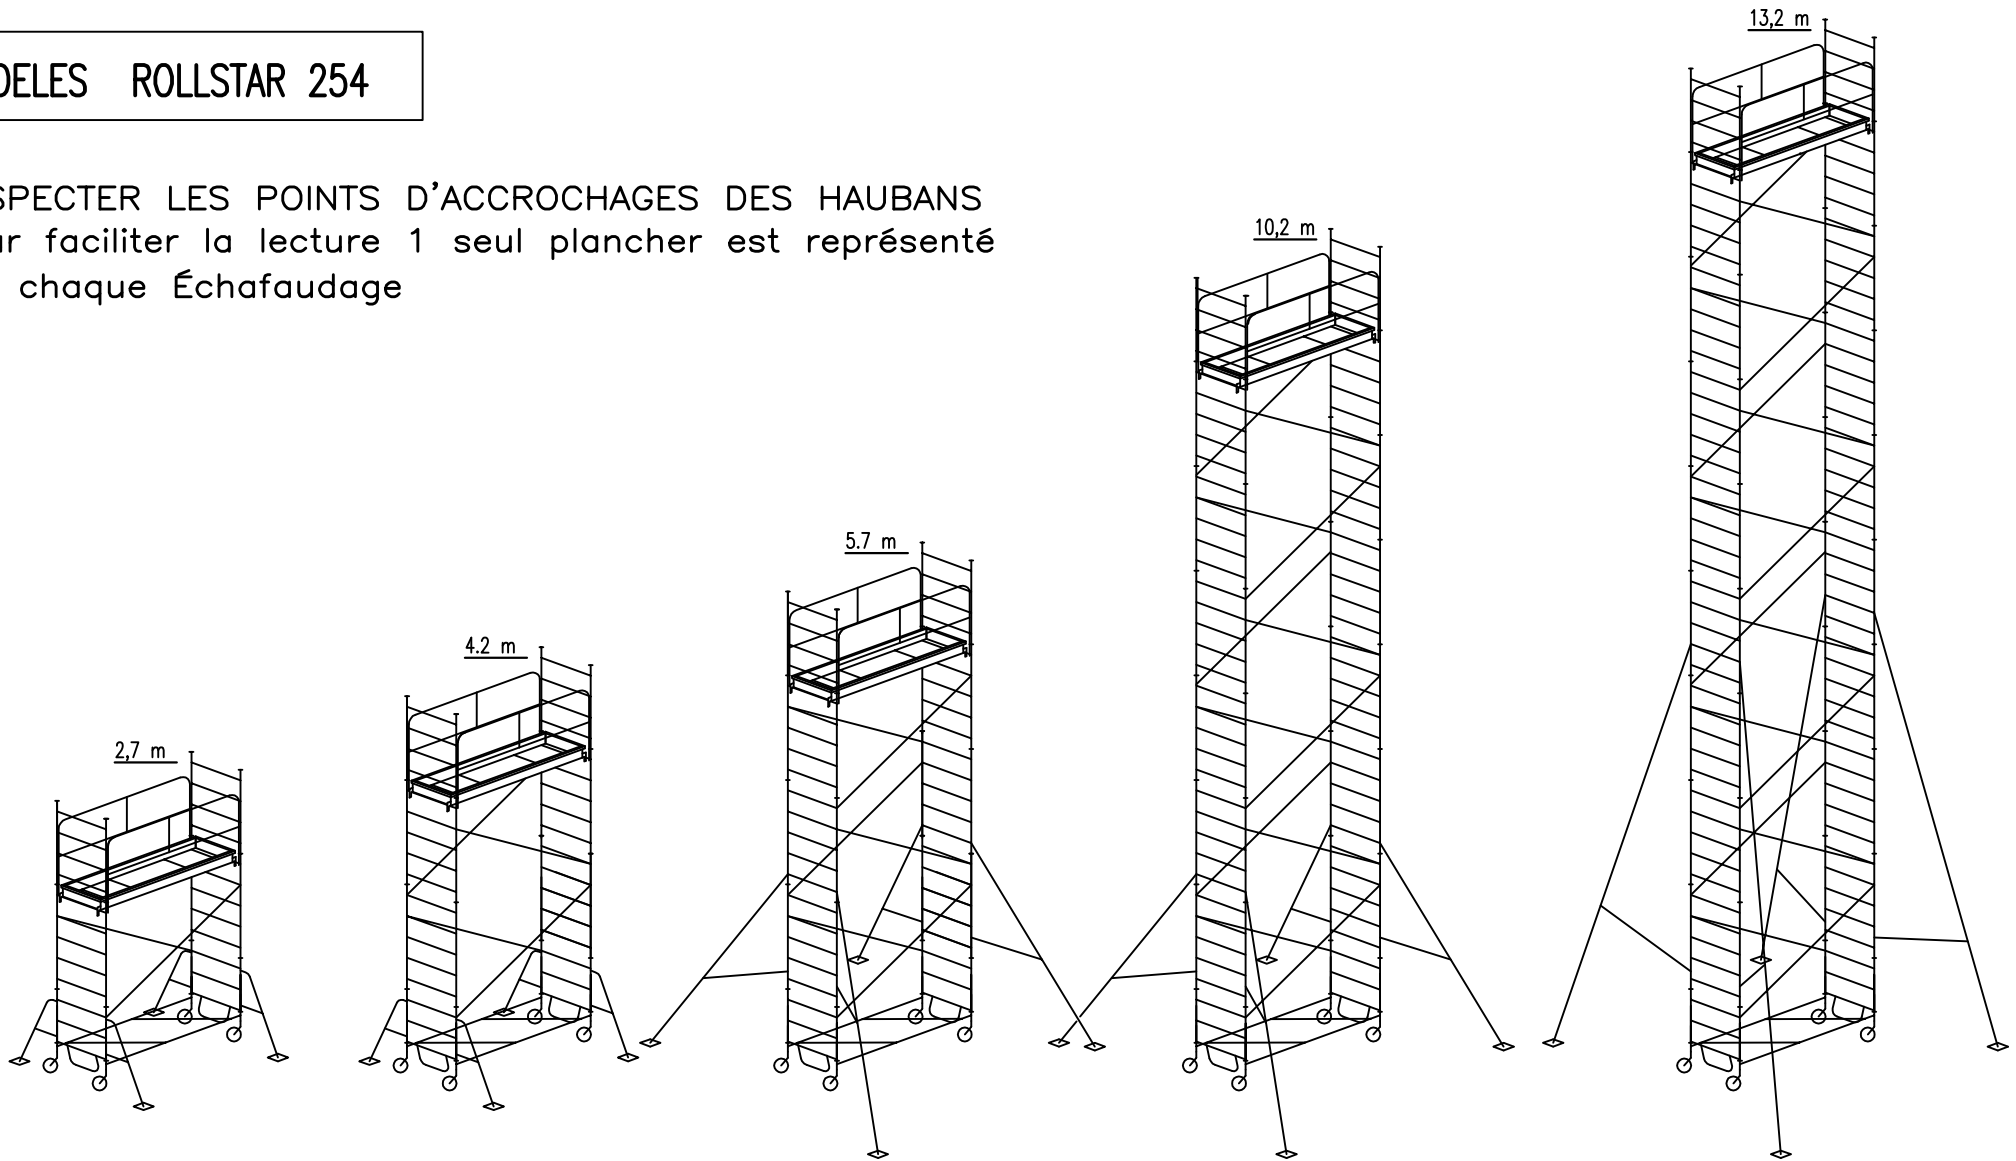 DELES ROLLSTAR 254
SPECTER LES POINTS D'ACCROCHAGES DES HAUBANS
ur faciliter la lecture 1 seul plancher est représenté
chaque Échafaudage
2,7 m
4.2 m
5.7 m
10,2 m
13,2 m